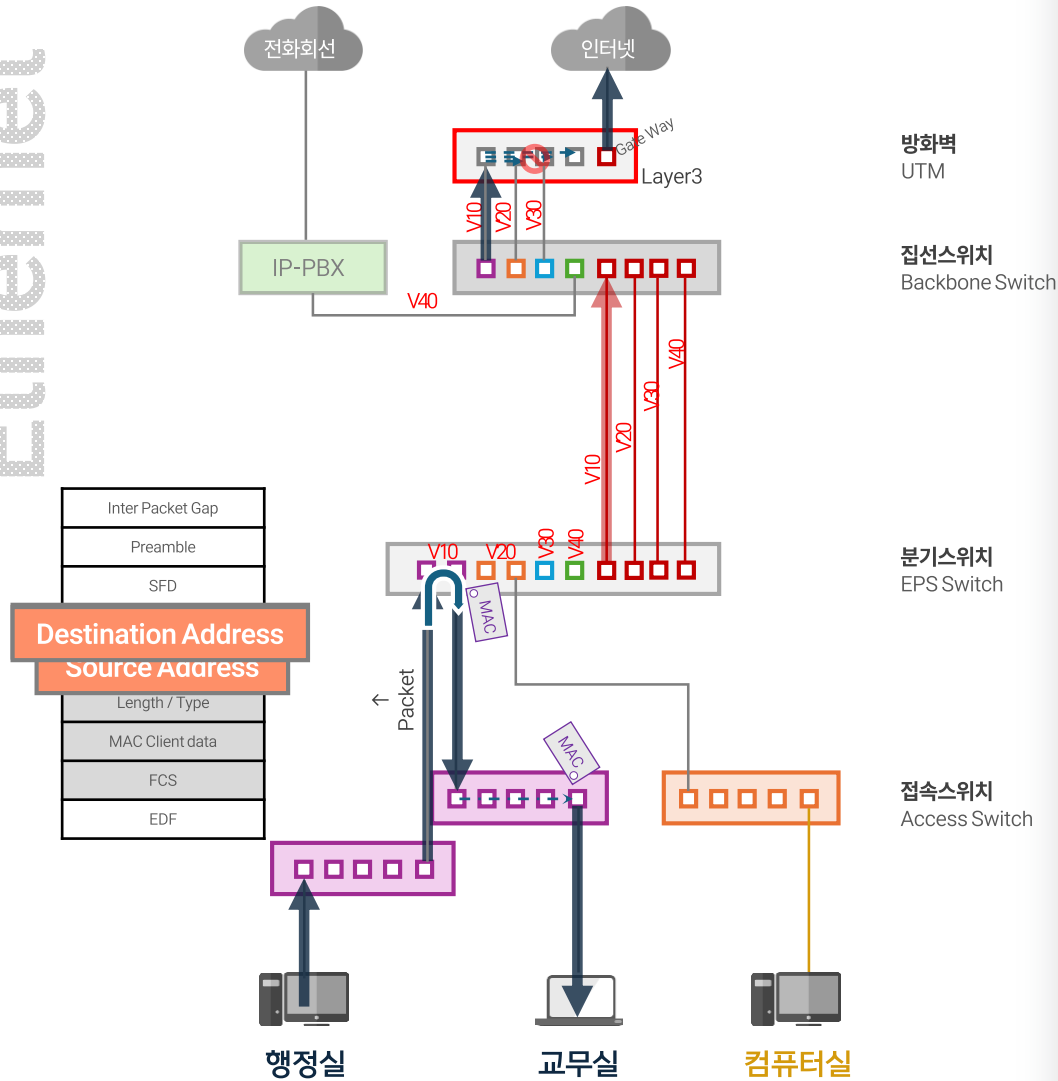 Ethernet
전화회선
인터넷
Gate Way
Layer3
방화벽
UTM
V10
V20
V30
IP-PBX
V40
집선스위치
Backbone Switch
V10
V20
V30
V40
V10
V20
V30
V40
분기스위치
EPS Switch
Inter Packet Gap
Preamble
SFD
Destination Address
Source Address
Length / Type
MAC Client data
FCS
EDF
MAC
← Packet
MAC
접속스위치
Access Switch
행정실
교무실
컴퓨터실